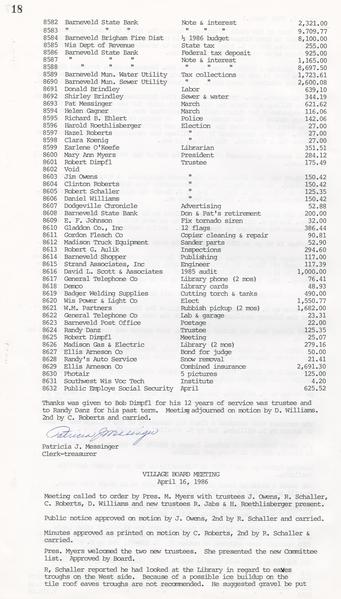 18
8582 Barneveld State Bank Note & interest 2,321.00
8583 " " " " " " 9,709.77
8584 Barneveld Brigham Fire Dist ½ 1986 budget 8,100.00
8585 Wis Dept of Revenue State tax 255.00
8586 Barneveld State Bank Federal tax deposit 925.00
8587 " " " Note & interest 1,165.00
8588 " " " " " " 8,697.50
8589 Barneveld Mun. Water Utility Tax collections 1,723.61
8590 " Mun. Sewer Utility " " 2,600.08
8691 Donald Brindley Labor 639.10
8692 Shirley Brindley Sewer & water 344.19
8593 Pat Messinger March 621.62
8594 Helen Gagner March 116.06
8595 Richard B. Ehlert Police 142.06
8596 Harold Roethlisberger Election 27.00
8597 Hazel Roberts " 27.00
8598 Clara Koenig " 27.00
8599 Earlene O'Keefe Librarian 351.51
8600 Mary Ann Myers President 284.12
8601 Robert Dimpfl Trustee 175.49
8602 Void
8603 Jim Owens " 150.42
8604 Clinton Roberts " 150.42
8605 Robert Schaller " 125.35
8606 Daniel Williams " 150.42
8607 Dodgeville Chronicle Advertising 52.88
8608 Barneveld State Bank Don & Pat's retirement 200.00
8609 E. F. Johnson Fix tornado siren 32.00
8610 Gladdon Co., Inc 12 flags 386.44
8611 Gordon Flesch Co Copier cleaning & repair 90.81
8612 Madison Truck Equipment Sander parts 52.90
8613 Robert G. Aulik Inspections 294.60
8614 Barneveld Shopper Publishing 117.00
8615 Strand Associates, Inc Engineer 117.39
8616 David L. Scott & Associates 1985 audit 1,000.00
8617 General Telephone Co Library phone (2 mos) 76.41
8618 Demco Library cards 48.93
8619 Badger Welding Supplies Cutting torch & tanks 490.00
8620 Wis Power & Light Co Elect 1,550.77
8621 W.M. Partners Rubbish pickup (2 mos) 1,682.00
8622 General Telephone Co Lab & garage 23.31
8623 Barneveld Post Office Postage 22.00
8624 Randy Danz Trustee 125.35
8625 Robert Dimpfl Meeting 25.07
8626 Madison Gas & Electric Library (2 mos) 279.16
8627 Ellis Arneson Co Bond for judge 50.00
8628 Randy's Auto Service Snow removal 21.41
8629 Ellis Arneson Co Combined insurance 2,691.30
8630 Photair 5 pictures 125.00
8631 Southwest Wis Voc Tech Institute 4.20
8632 Public Employe Social Security April 625.52
Thanks was given to Bob Dimpfl for his 12 years of service was trustee and
to Randy Danz for his past term. Meeting adjourned on motion by D. Williams.
2nd by C. Roberts and carried.
Patricia J Messinger
Patricia J. Messinger
Clerk-treasurer
VILLAGE BOARD MEETING
April 16, 1986
Meeting called to order by Pres. M. Myers with trustees J. Owens, R. Schaller,
C. Roberts, D. Williams and new trustees R. Jabs & H. Roethlisberger present.
Public notice approved on motion by J. Owens, 2nd by R. Schaller and carried.
Minutes approved as printed on motion by C. Roberts, 2nd by R. Schaller &
carried.
Pres. Myers welcomed the two new trustees. She presented the new Committee
list. Approved by Board.
R, Schaller reported he had looked at the Library in regard to eaves
troughs on the West side. Because of a possible ice buildup on the
tile roof eaves troughs are not recommended. He suggested gravel be put